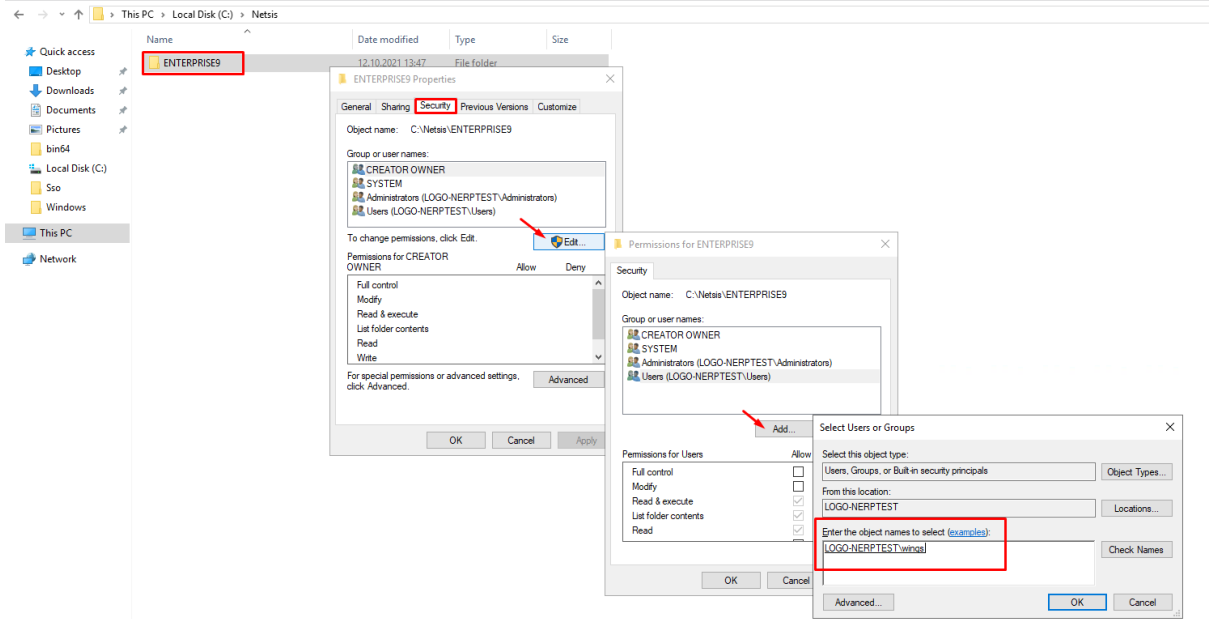 This PC > Local Disk (C:) > Netsis
Quick access
Desktop
Downloads
Documents
Pictures
bin64
Local Disk (C:)
Sso
Windows
This PC
Network
Name Date modified Type Size
ENTERPRISE9 12.10.2021 13:47 File folder
ENTERPRISE9 Properties
General Sharing Security Previous Versions Customize
Object name: C:\Netsis\ENTERPRISE9
Group or user names:
CREATOR OWNER
SYSTEM
Administrators (LOGO-NERPTEST\Administrators)
Users (LOGO-NERPTEST\Users)
To change permissions, click Edit.
Edit...
Permissions for CREATOR
OWNER Allow Deny
Full control
Modify
Read & execute
List folder contents
Read
Write
For special permissions or advanced settings,
click Advanced.
Advanced
OK Cancel Apply
Permissions for ENTERPRISE9
Security
Object name: C:\Netsis\ENTERPRISE9
Group or user names:
CREATOR OWNER
SYSTEM
Administrators (LOGO-NERPTEST\Administrators)
Users (LOGO-NERPTEST\Users)
Add...
Permissions for Users Allow
Full control
Modify
Read & execute
List folder contents
Read
OK Cancel
Select Users or Groups
Select this object type:
Users, Groups, or Built-in security principals
Object Types...
From this location:
LOGO-NERPTEST
Locations...
Enter the object names to select (examples):
LOGO-NERPTEST\wings
Check Names
Advanced...
OK Cancel